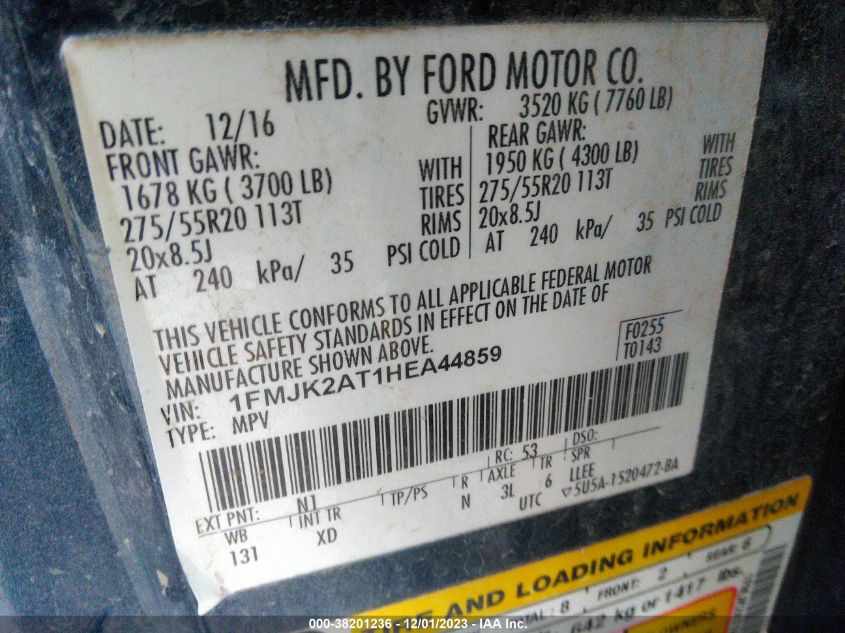 MFD. BY FORD MOTOR CO.
DATE: 12/16
GVWR: 3520 KG ( 7760 LB)
FRONT GAWR:
1678 KG ( 3700 LB)
275/55R20 113T
20x8.5J
AT 240 kPa/ 35 PSI COLD
WITH
TIRES
RIMS
REAR GAWR:
1950 KG ( 4300 LB)
275/55R20 113T
20x8.5J
AT 240 kPa/ 35 PSI COLD
WITH
TIRES
RIMS
THIS VEHICLE CONFORMS TO ALL APPLICABLE FEDERAL MOTOR
VEHICLE SAFETY STANDARDS IN EFFECT ON THE DATE OF
MANUFACTURE SHOWN ABOVE.
F0255
T0143
VIN: 1FMJK2AT1HEA44859
TYPE: MPV
EXT PNT: N1 RC: 53 DSO:
WB INT TR TP/PS R AXLE TR SPR
131 XD N 3L 6 LLEE
UTC ▽5U5A-1520472-BA
AND LOADING INFORMATION
8 FRONT: 2 REAR: 6
642 kg or 1417 lbs.
OWNERS
000-38201236 - 12/01/2023 - IAA Inc.